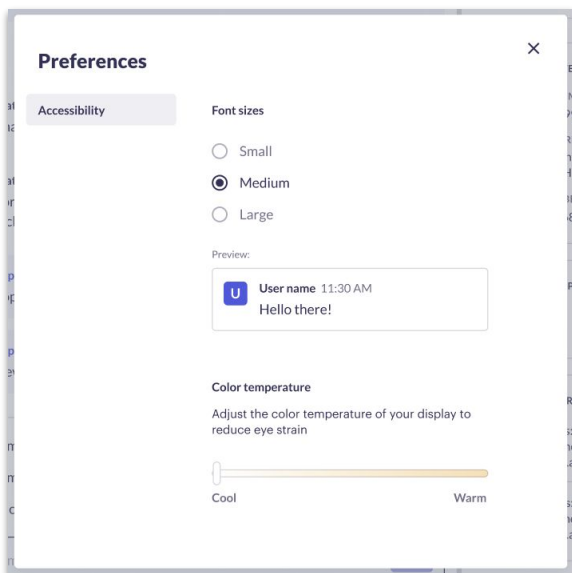 Preferences
Accessibility
Font sizes
Small
Medium
Large
Preview:
U
User name 11:30 AM
Hello there!
Color temperature
Adjust the color temperature of your display to
reduce eye strain
Cool Warm